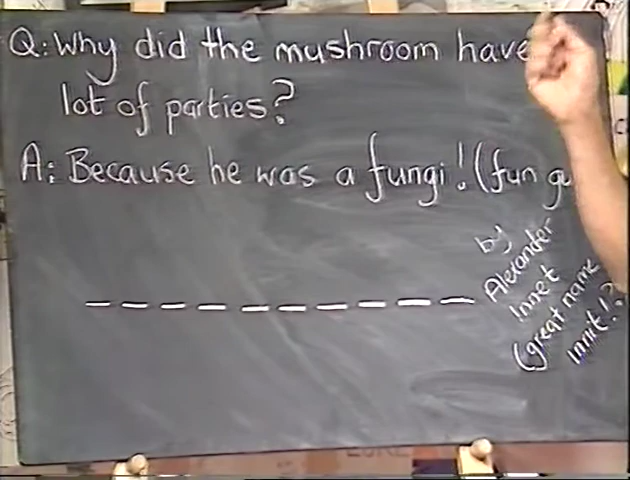 Q: Why did the mushroom have
lot of parties?
A: Because he was a fungi! (fun gu
by
Alexander
Innet
(great name
innit!?